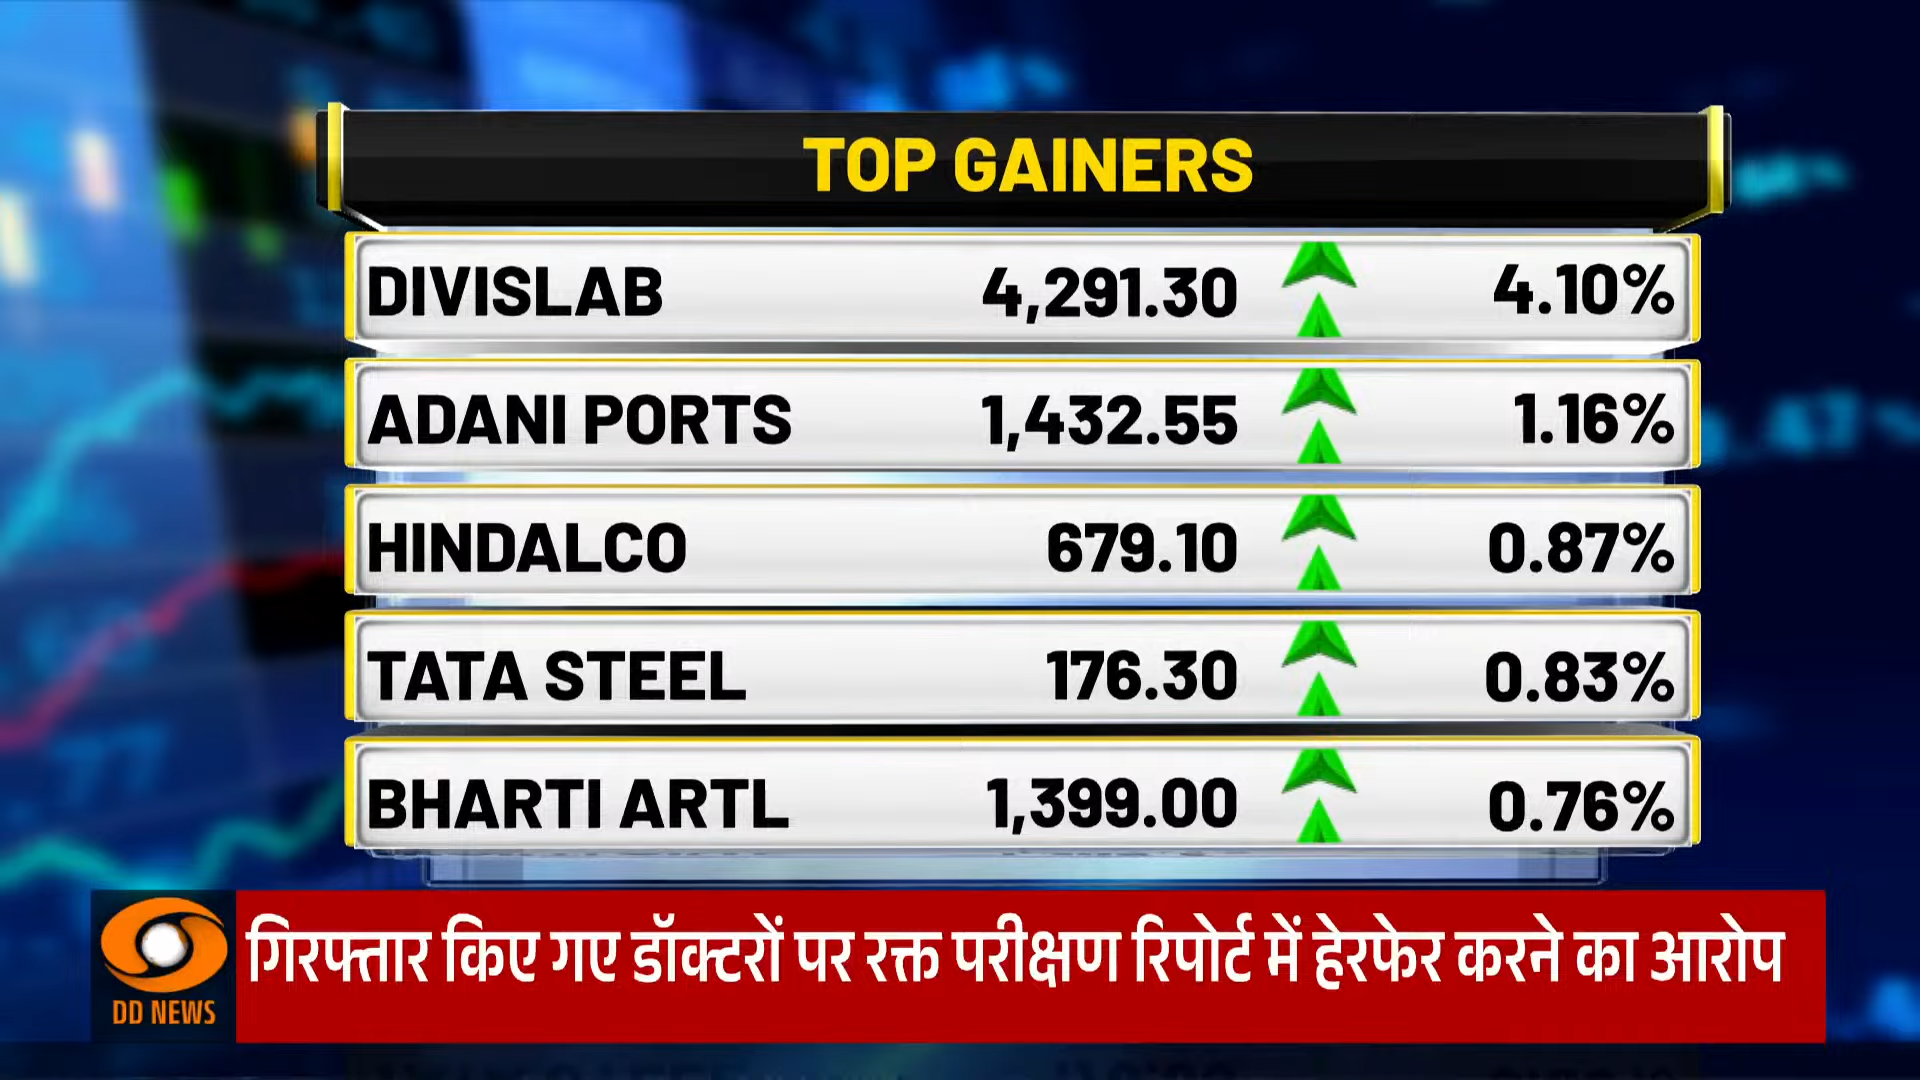 TOP GAINERS
DIVISLAB 4,291.30 4.10%
ADANI PORTS 1,432.55 1.16%
HINDALCO 679.10 0.87%
TATA STEEL 176.30 0.83%
BHARTI ARTL 1,399.00 0.76%
गिरफ्तार किए गए डॉक्टरों पर रक्त परीक्षण रिपोर्ट में हेरफेर करने का आरोप
DD NEWS